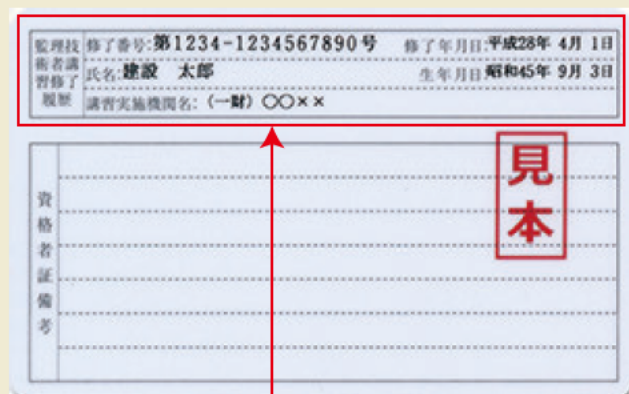 監理技術者講習修了履歴
修了番号:第1234-1234567890号 修了年月日:平成28年 4月 1日
氏名:建設 太郎 生年月日:昭和45年 9月 3日
講習実施機関名:(一財)○○××
見本
資格者証備考